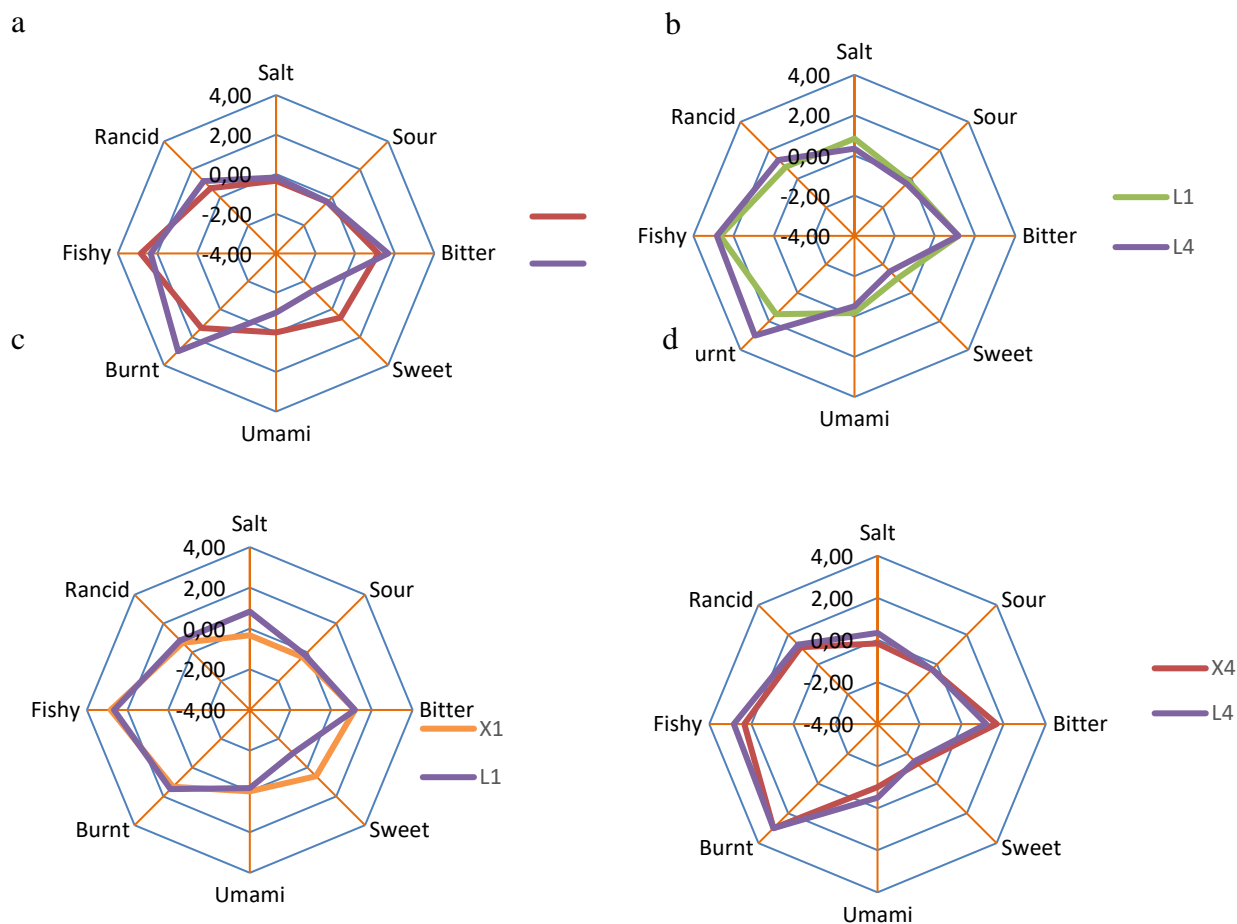 a
Salt
4,00
Rancid
Sour
2,00
0,00
-2,00
Fishy
-4,00
Bitter
Burnt
Sweet
Umami
b
Salt
4,00
Rancid
Sour
2,00
0,00
-2,00
Fishy
-4,00
Bitter
urnt
Sweet
Umami
L1
L4
c
Salt
4,00
Rancid
Sour
2,00
0,00
-2,00
Fishy
-4,00
Bitter
Burnt
Sweet
Umami
X1
L1
d
Salt
4,00
Rancid
Sour
2,00
0,00
-2,00
Fishy
-4,00
Bitter
Burnt
Sweet
Umami
X4
L4